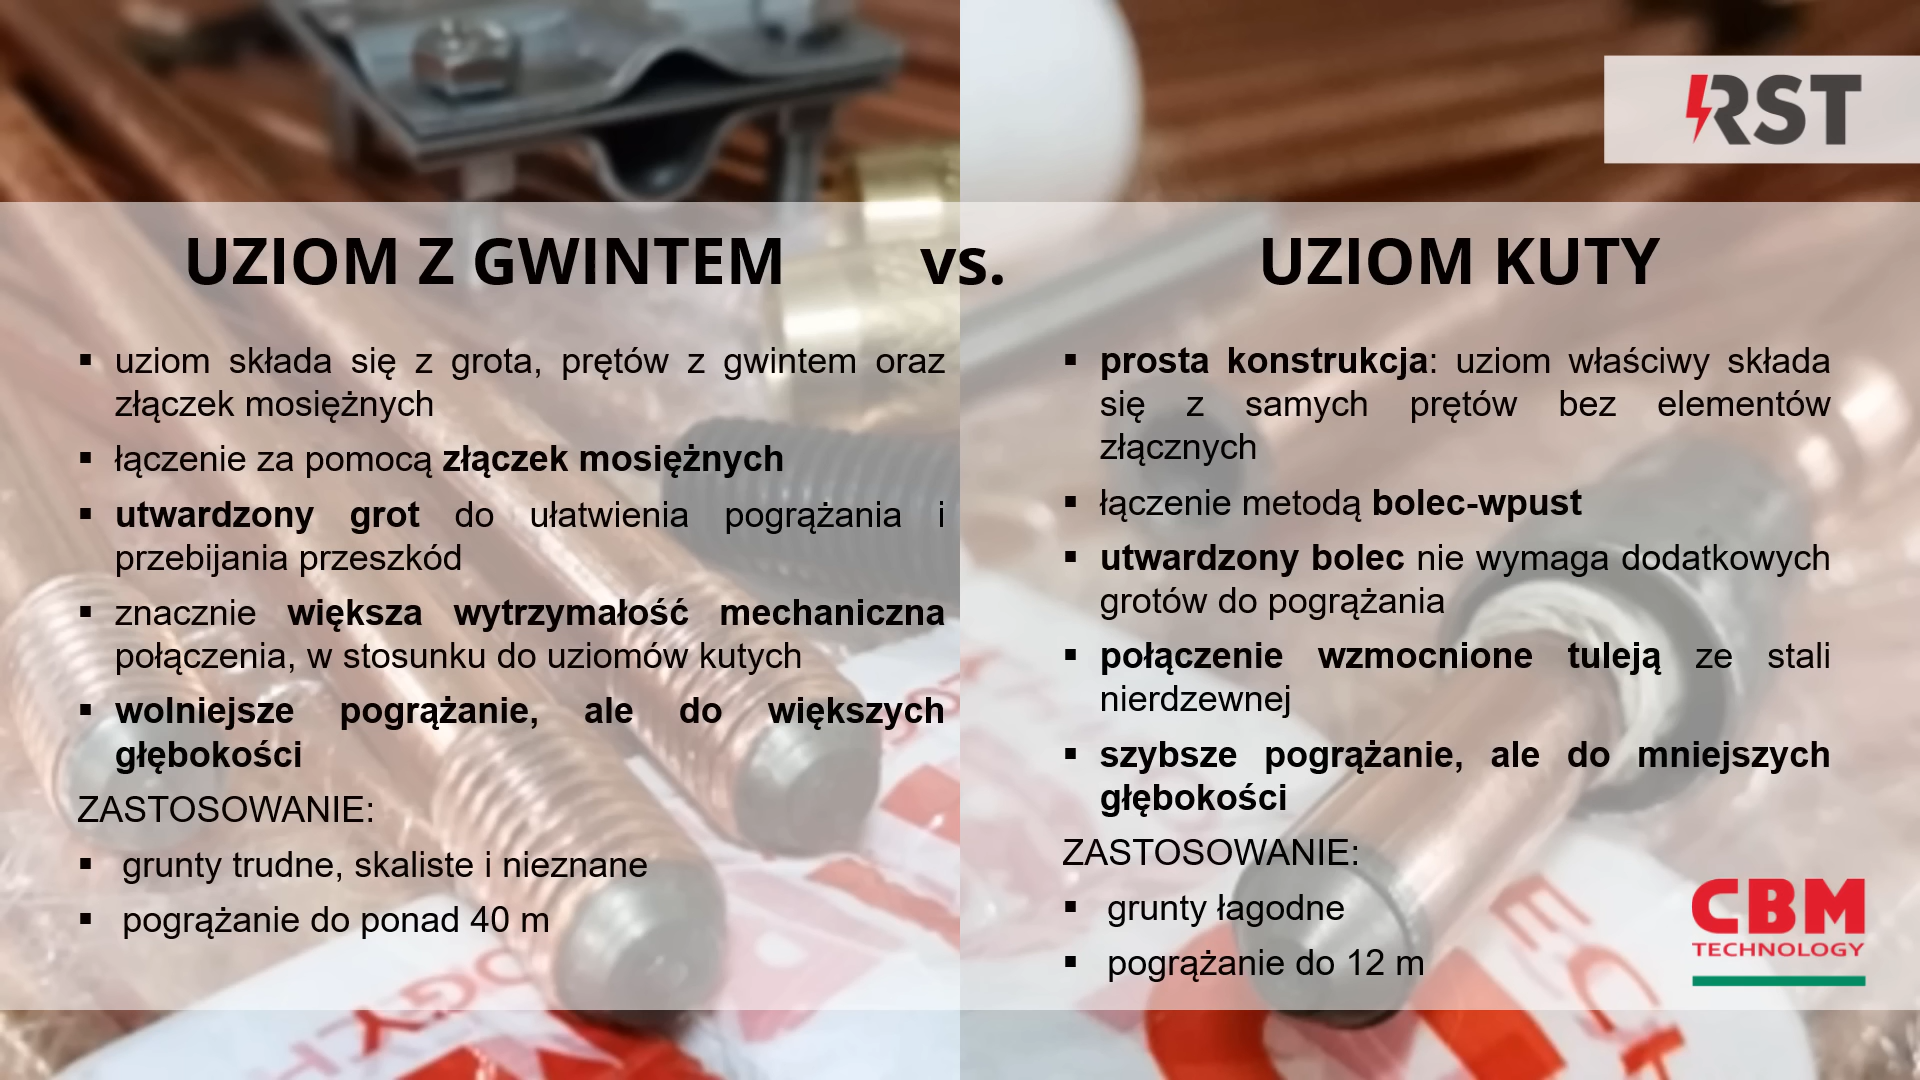 RST
UZIOM Z GWINTEM vs. UZIOM KUTY
▪ uziom składa się z grota, prętów z gwintem oraz
złączek mosiężnych
▪ łączenie za pomocą złączek mosiężnych
▪ utwardzony grot do ułatwienia pogrążania i
przebijania przeszkód
▪ znacznie większa wytrzymałość mechaniczna
połączenia, w stosunku do uziomów kutych
▪ wolniejsze pogrążanie, ale do większych
głębokości
ZASTOSOWANIE:
▪ grunty trudne, skaliste i nieznane
▪ pogrążanie do ponad 40 m
▪ prosta konstrukcja: uziom właściwy składa
się z samych prętów bez elementów
złącznych
▪ łączenie metodą bolec-wpust
▪ utwardzony bolec nie wymaga dodatkowych
grotów do pogrążania
▪ połączenie wzmocnione tuleją ze stali
nierdzewnej
▪ szybsze pogrążanie, ale do mniejszych
głębokości
ZASTOSOWANIE:
▪ grunty łagodne
▪ pogrążanie do 12 m
CBM
TECHNOLOGY